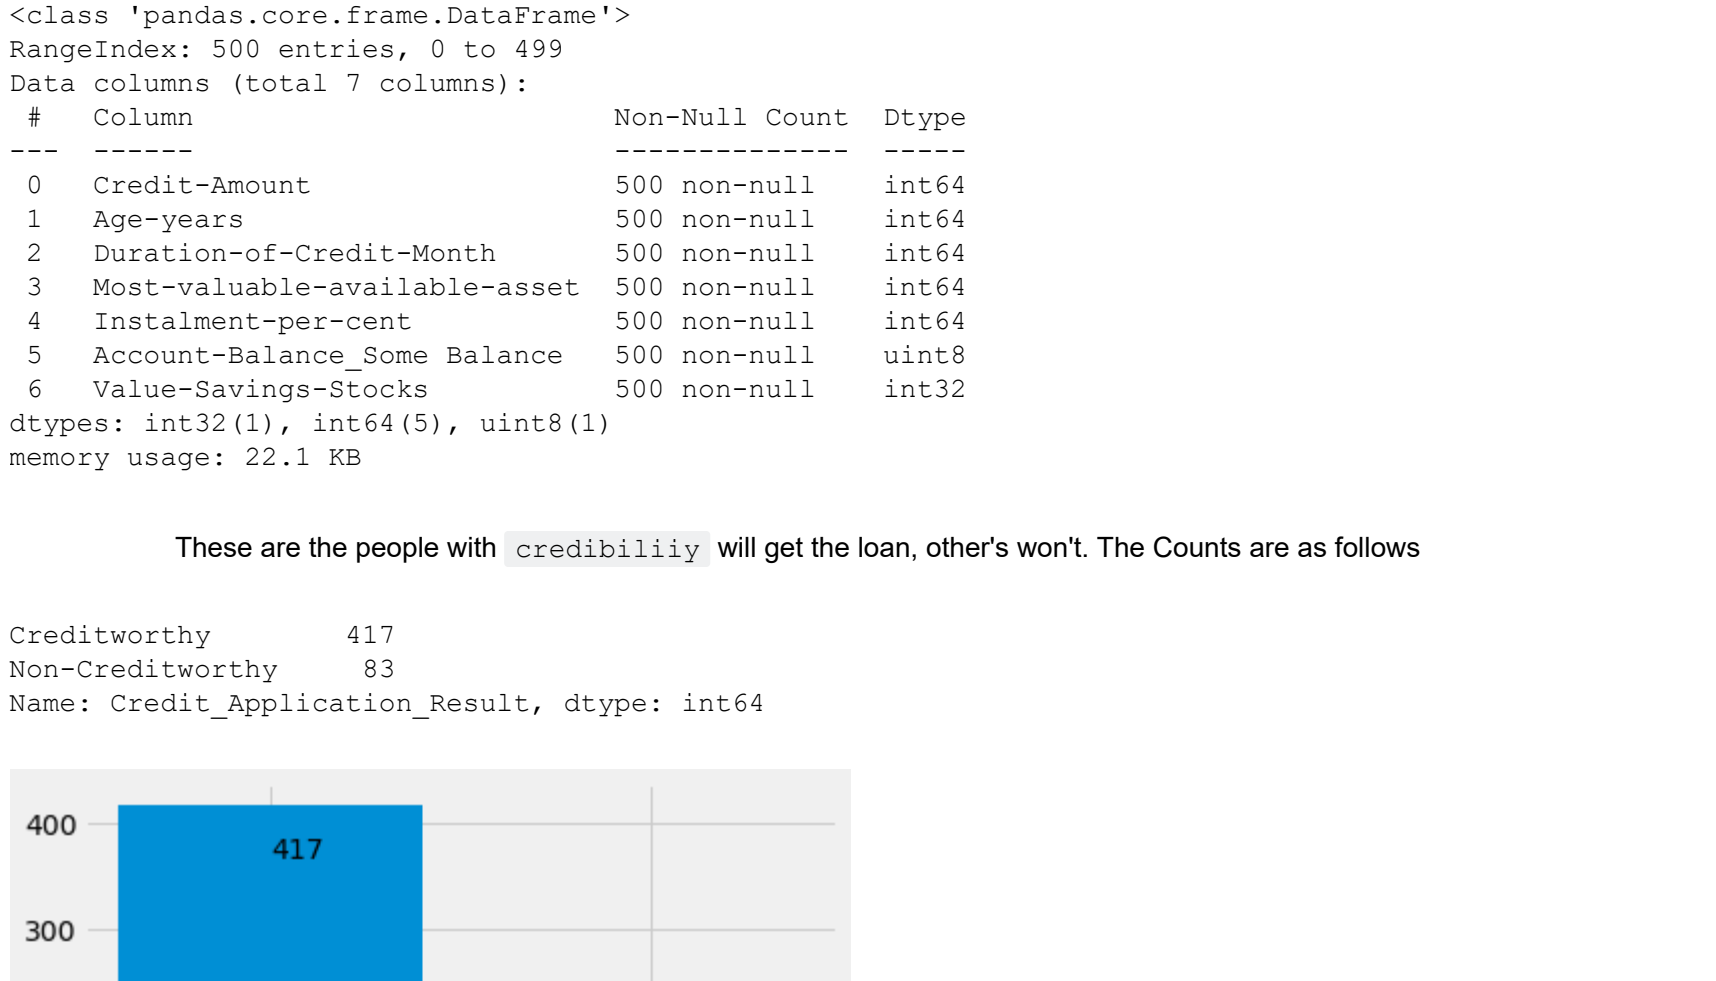 <class 'pandas.core.frame.DataFrame'>
RangeIndex: 500 entries, 0 to 499
Data columns (total 7 columns):
 #   Column                         Non-Null Count  Dtype
---  ------                         --------------  -----
 0   Credit-Amount                  500 non-null    int64
 1   Age-years                      500 non-null    int64
 2   Duration-of-Credit-Month       500 non-null    int64
 3   Most-valuable-available-asset  500 non-null    int64
 4   Instalment-per-cent            500 non-null    int64
 5   Account-Balance_Some Balance   500 non-null    uint8
 6   Value-Savings-Stocks           500 non-null    int32
dtypes: int32(1), int64(5), uint8(1)
memory usage: 22.1 KB
These are the people with credibiliiy will get the loan, other's won't. The Counts are as follows
Creditworthy        417
Non-Creditworthy     83
Name: Credit_Application_Result, dtype: int64
400
417
300